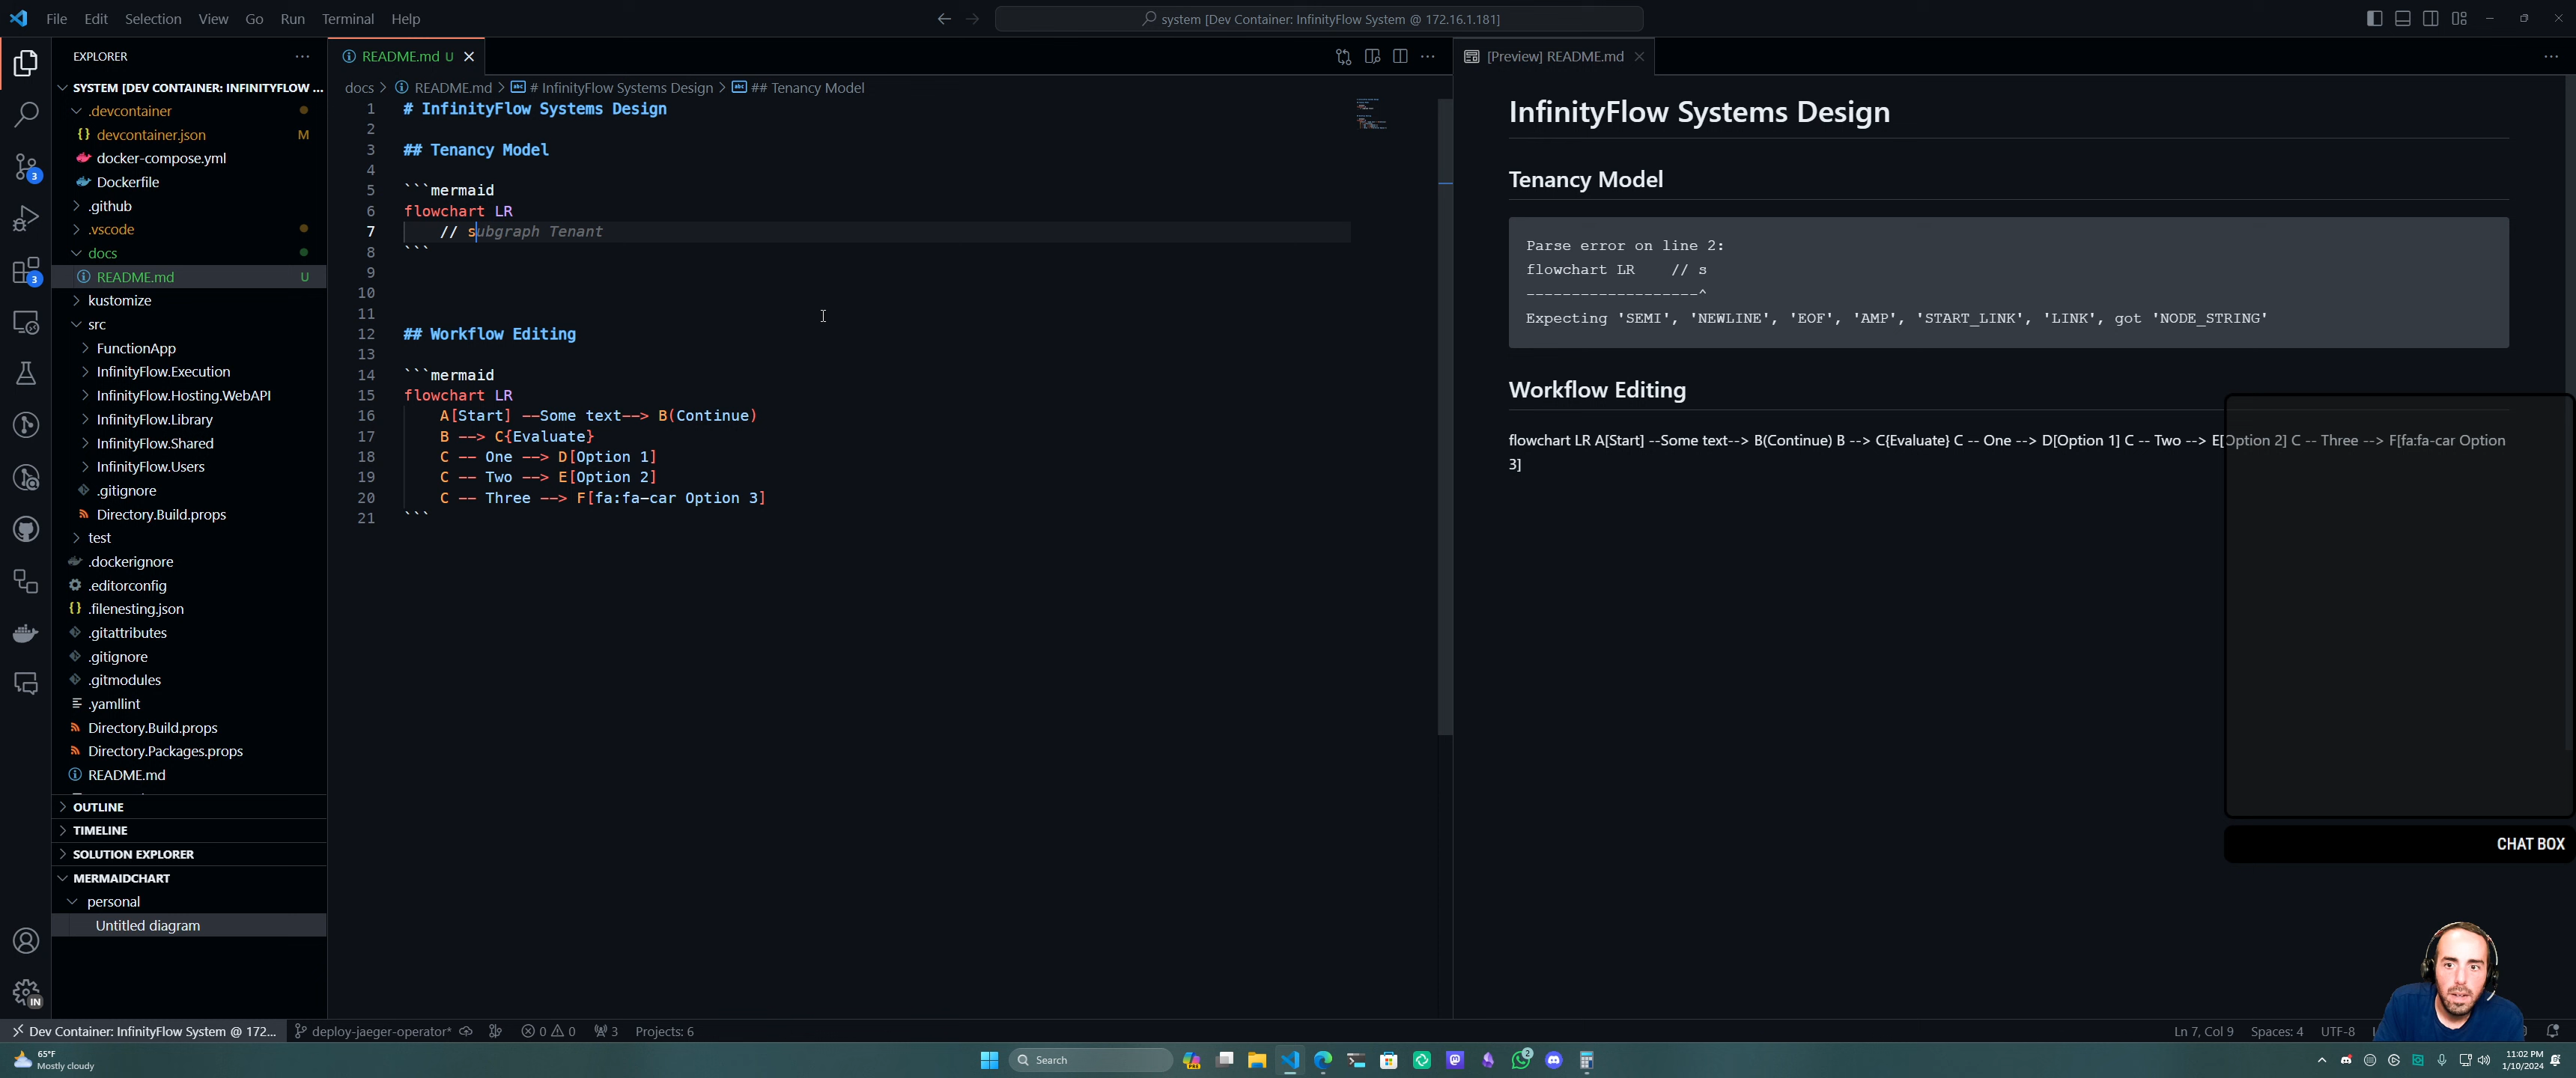 File Edit Selection View Go Run Terminal Help
system [Dev Container: InfinityFlow System @ 172.16.1.181]
EXPLORER
SYSTEM [DEV CONTAINER: INFINITYFLOW ...
.devcontainer
devcontainer.json M
docker-compose.yml
Dockerfile
.github
.vscode
docs
README.md U
kustomize
src
FunctionApp
InfinityFlow.Execution
InfinityFlow.Hosting.WebAPI
InfinityFlow.Library
InfinityFlow.Shared
InfinityFlow.Users
.gitignore
Directory.Build.props
test
.dockerignore
.editorconfig
.filenesting.json
.gitattributes
.gitignore
.gitmodules
.yamllint
Directory.Build.props
Directory.Packages.props
README.md
OUTLINE
TIMELINE
SOLUTION EXPLORER
MERMAIDCHART
personal
Untitled diagram
3
3
IN
README.md U
docs > README.md > # InfinityFlow Systems Design > ## Tenancy Model
1 # InfinityFlow Systems Design
2
3 ## Tenancy Model
4
5 ```mermaid
6 flowchart LR
7 // subgraph Tenant
8 ```
9
10
11
12 ## Workflow Editing
13
14 ```mermaid
15 flowchart LR
16 A[Start] --Some text--> B(Continue)
17 B --> C{Evaluate}
18 C -- One --> D[Option 1]
19 C -- Two --> E[Option 2]
20 C -- Three --> F[fa:fa-car Option 3]
21 ```
[Preview] README.md
InfinityFlow Systems Design
Tenancy Model
Parse error on line 2:
flowchart LR // s
--------------------^
Expecting 'SEMI', 'NEWLINE', 'EOF', 'AMP', 'START_LINK', 'LINK', got 'NODE_STRING'
Workflow Editing
flowchart LR A[Start] --Some text--> B(Continue) B --> C{Evaluate} C -- One --> D[Option 1] C -- Two --> E[Option 2] C -- Three --> F[fa:fa-car Option
3]
CHAT BOX
Dev Container: InfinityFlow System @ 172... deploy-jaeger-operator* 0 0 3 Projects: 6
Ln 7, Col 9 Spaces: 4 UTF-8
65°F
Mostly cloudy
Search
2
11:02 PM
1/10/2024